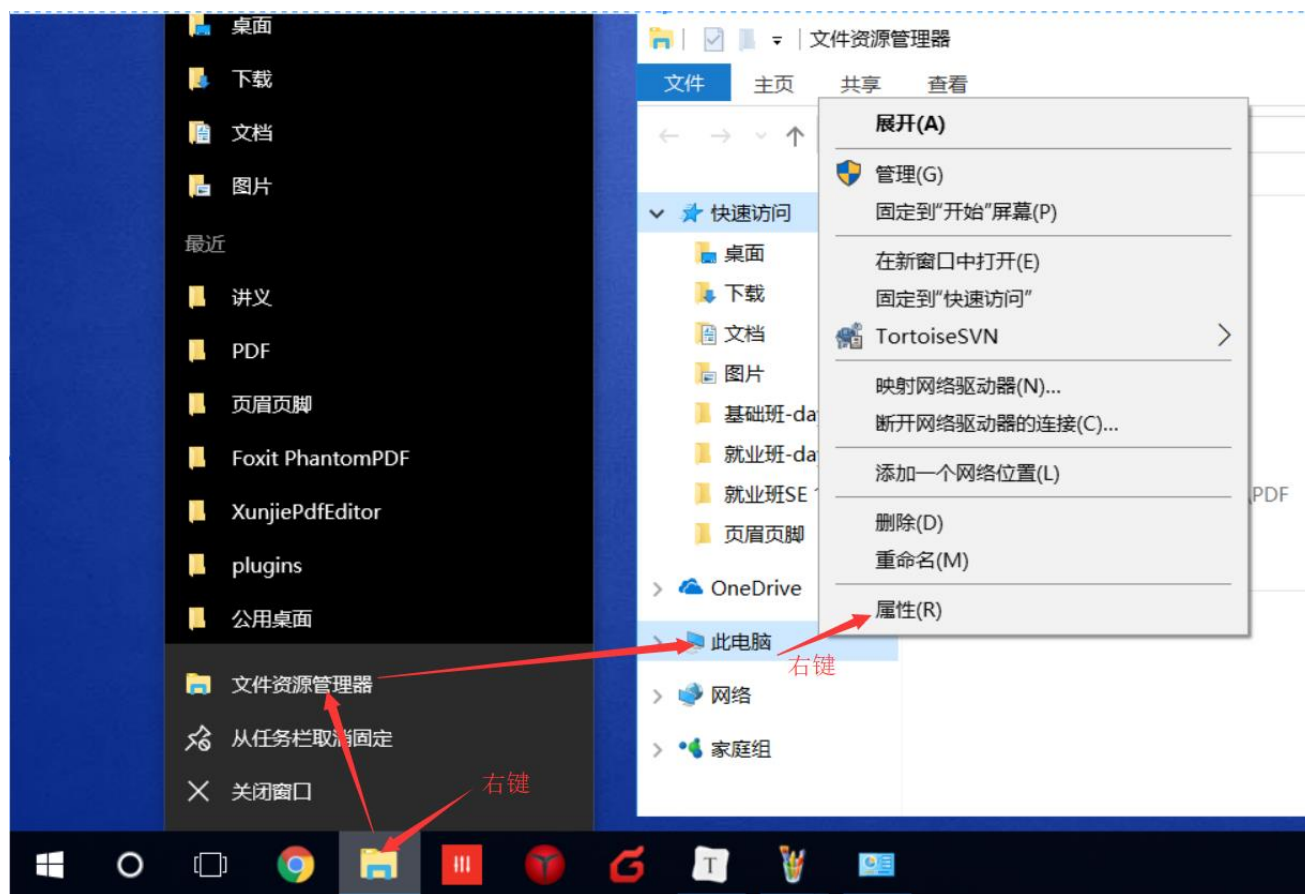 桌面
下载
文档
图片
最近
讲义
PDF
页眉页脚
Foxit PhantomPDF
XunjiePdfEditor
plugins
公用桌面
文件资源管理器
从任务栏取消固定
关闭窗口
右键
文件资源管理器
文件 主页 共享 查看
快速访问
桌面
下载
文档
图片
基础班-da
就业班-da
就业班SE
页眉页脚
OneDrive
此电脑
网络
家庭组
展开(A)
管理(G)
固定到"开始"屏幕(P)
在新窗口中打开(E)
固定到"快速访问"
TortoiseSVN
映射网络驱动器(N)...
断开网络驱动器的连接(C)...
添加一个网络位置(L)
删除(D)
重命名(M)
属性(R)
右键
\PDF
T